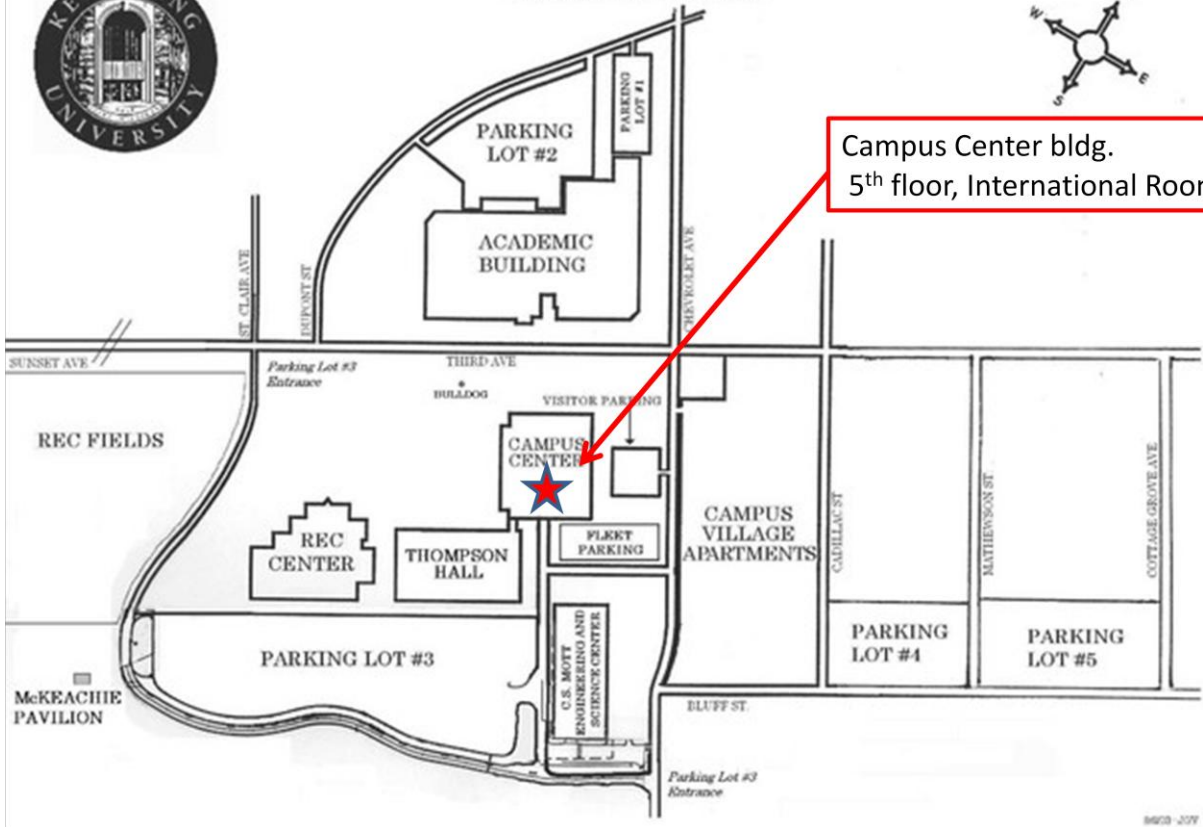 UNIVERSITY
W
E
S
PARKING
LOT #1
PARKING
LOT #2
Campus Center bldg.
5th floor, International Room
ACADEMIC
BUILDING
ST. CLAIR AVE
DUPONT ST
CHEVROLET AVE
SUNSET AVE
Parking Lot #3
Entrance
THIRD AVE
BULLDOG
VISITOR PARKING
REC FIELDS
CAMPUS
CENTER
REC
CENTER
THOMPSON
HALL
FLEET
PARKING
CAMPUS
VILLAGE
APARTMENTS
CADILLAC ST
MATHEWSON ST
COTTAGE GROVE AVE
PARKING LOT #3
C.S. MOTT
ENGINEERING AND
SCIENCE CENTER
PARKING
LOT #4
PARKING
LOT #5
McKEACHIE
PAVILION
BLUFF ST.
Parking Lot #3
Entrance